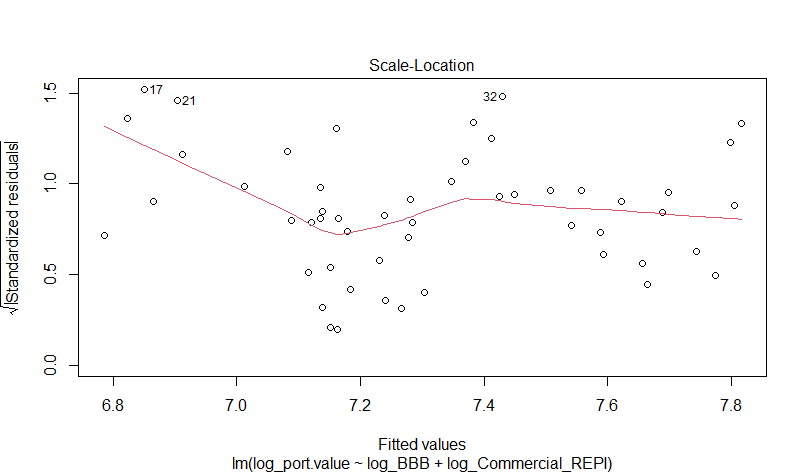 Scale-Location
√|Standardized residuals|
1.5
1.0
0.5
0.0
17
21
32
6.8 7.0 7.2 7.4 7.6 7.8
Fitted values
lm(log_port.value ~ log_BBB + log_Commercial_REPI)